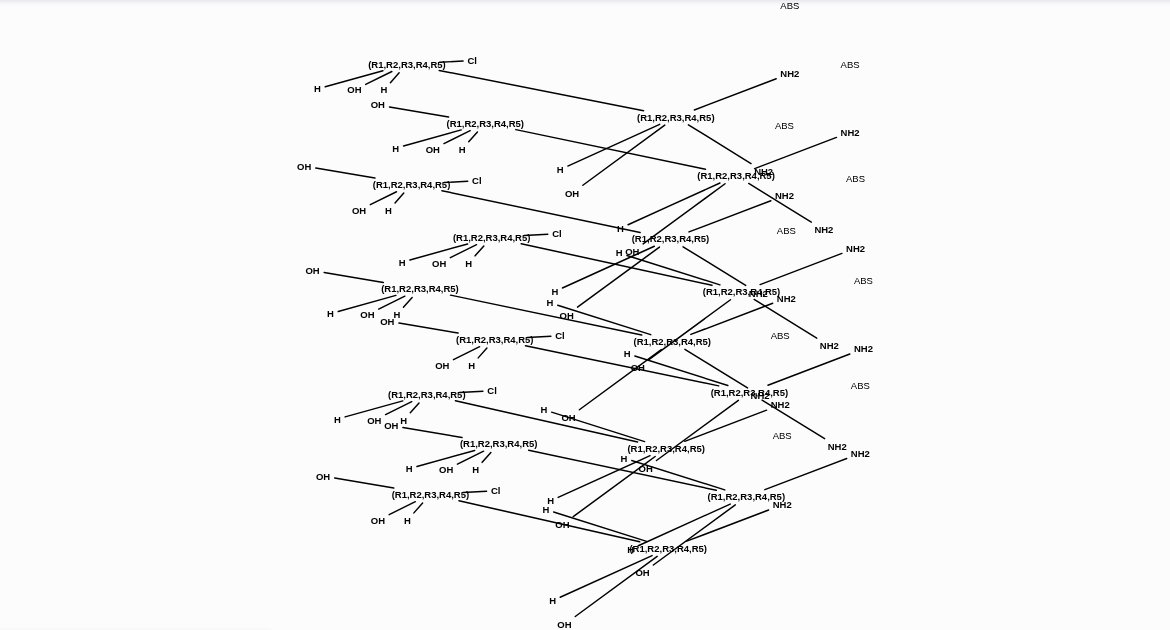 ABS
(R1,R2,R3,R4,R5) Cl ABS
NH2
H OH H
OH
(R1,R2,R3,R4,R5)
(R1,R2,R3,R4,R5) ABS
NH2
H OH H
OH H NH2
(R1,R2,R3,R4,R5)
(R1,R2,R3,R4,R5) Cl ABS
OH NH2
OH H
H NH2
(R1,R2,R3,R4,R5) Cl ABS
(R1,R2,R3,R4,R5)
H OH NH2
H OH H
OH ABS
(R1,R2,R3,R4,R5) H (R1,R2,R3,R4,R5) NH2
H NH2
H OH H OH
OH
(R1,R2,R3,R4,R5) Cl (R1,R2,R3,R4,R5) ABS
NH2 NH2
H
OH H OH
(R1,R2,R3,R4,R5) Cl (R1,R2,R3,R4,R5) NH2 ABS
NH2
H OH H H OH
OH
(R1,R2,R3,R4,R5) (R1,R2,R3,R4,R5) ABS
NH2 NH2
H OH H H OH
OH
(R1,R2,R3,R4,R5) Cl (R1,R2,R3,R4,R5)
H NH2
H
OH H OH
H (R1,R2,R3,R4,R5)
OH
H
OH